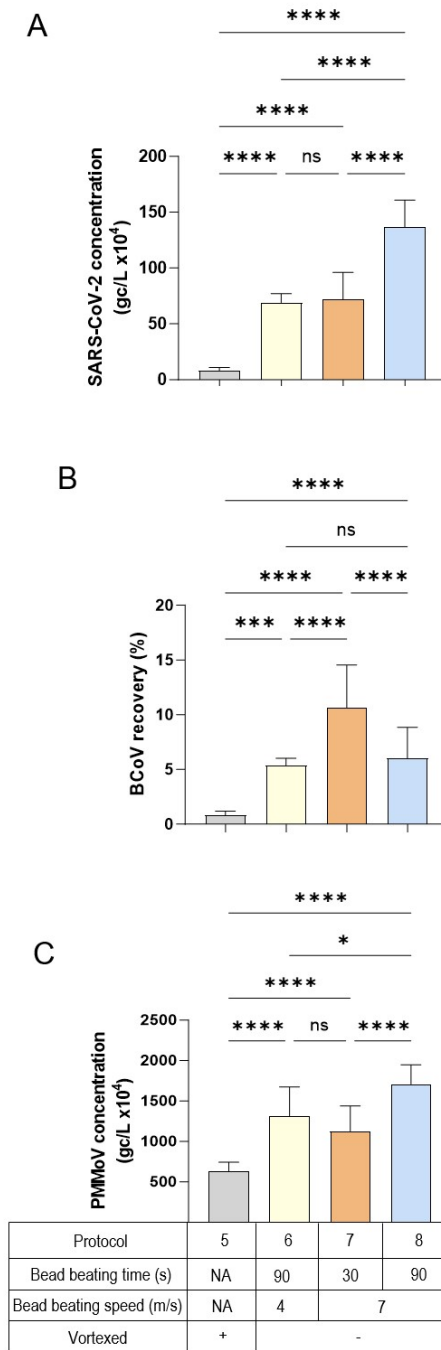 A
****
****
****
**** ns ****
SARS-CoV-2 concentration
(gc/L x10⁴)
200
150
100
50
0
B
****
ns
**** ****
*** ****
BCoV recovery (%)
20
15
10
5
0
C
****
*
****
**** ns ****
PMMoV concentration
(gc/L x10⁴)
2500
2000
1500
1000
500
Protocol 5 6 7 8
Bead beating time (s) NA 90 30 90
Bead beating speed (m/s) NA 4 7
Vortexed + -